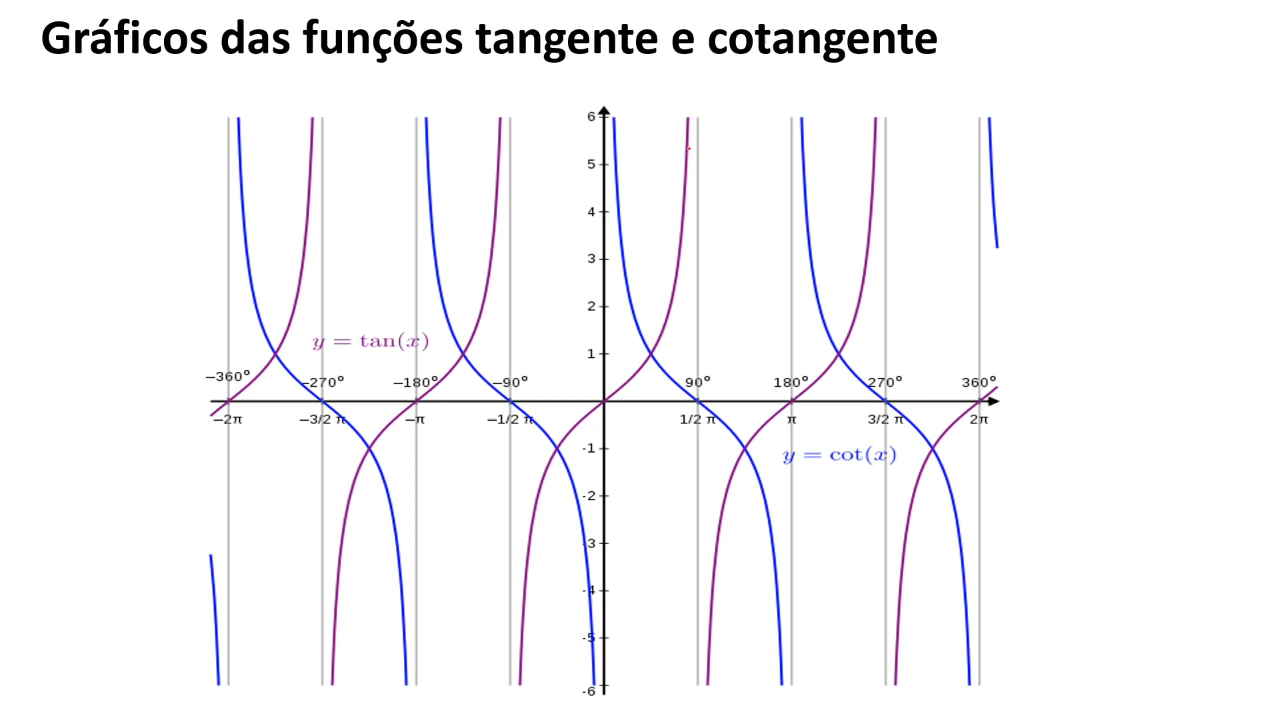 Gráficos das funções tangente e cotangente
6
5
4
3
2
y = tan(x)
1
−360° −270° −180° −90° 90° 180° 270° 360°
−2π −3/2 π −π −1/2 π 1/2 π π 3/2 π 2π
-1
y = cot(x)
-2
-3
-4
-5
-6